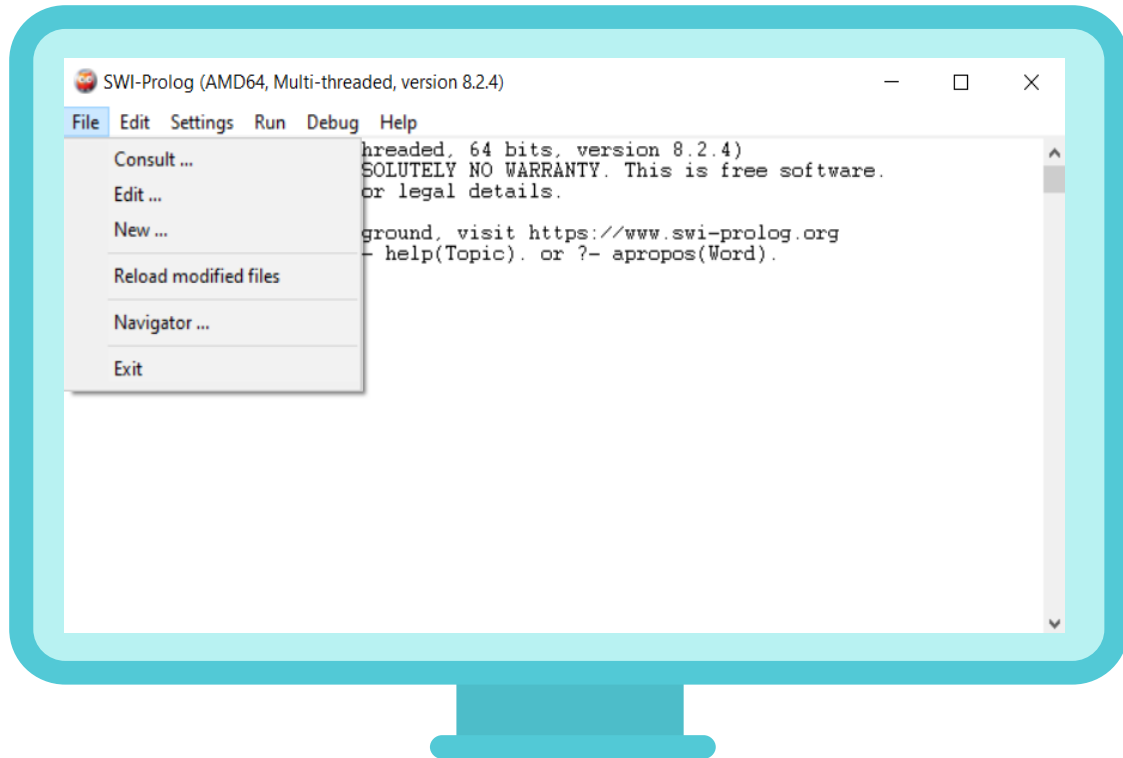 SWI-Prolog (AMD64, Multi-threaded, version 8.2.4)
File Edit Settings Run Debug Help
Consult ...
Edit ...
New ...
Reload modified files
Navigator ...
Exit
hreaded, 64 bits, version 8.2.4)
SOLUTELY NO WARRANTY. This is free software.
or legal details.
ground, visit https://www.swi-prolog.org
- help(Topic). or ?- apropos(Word).